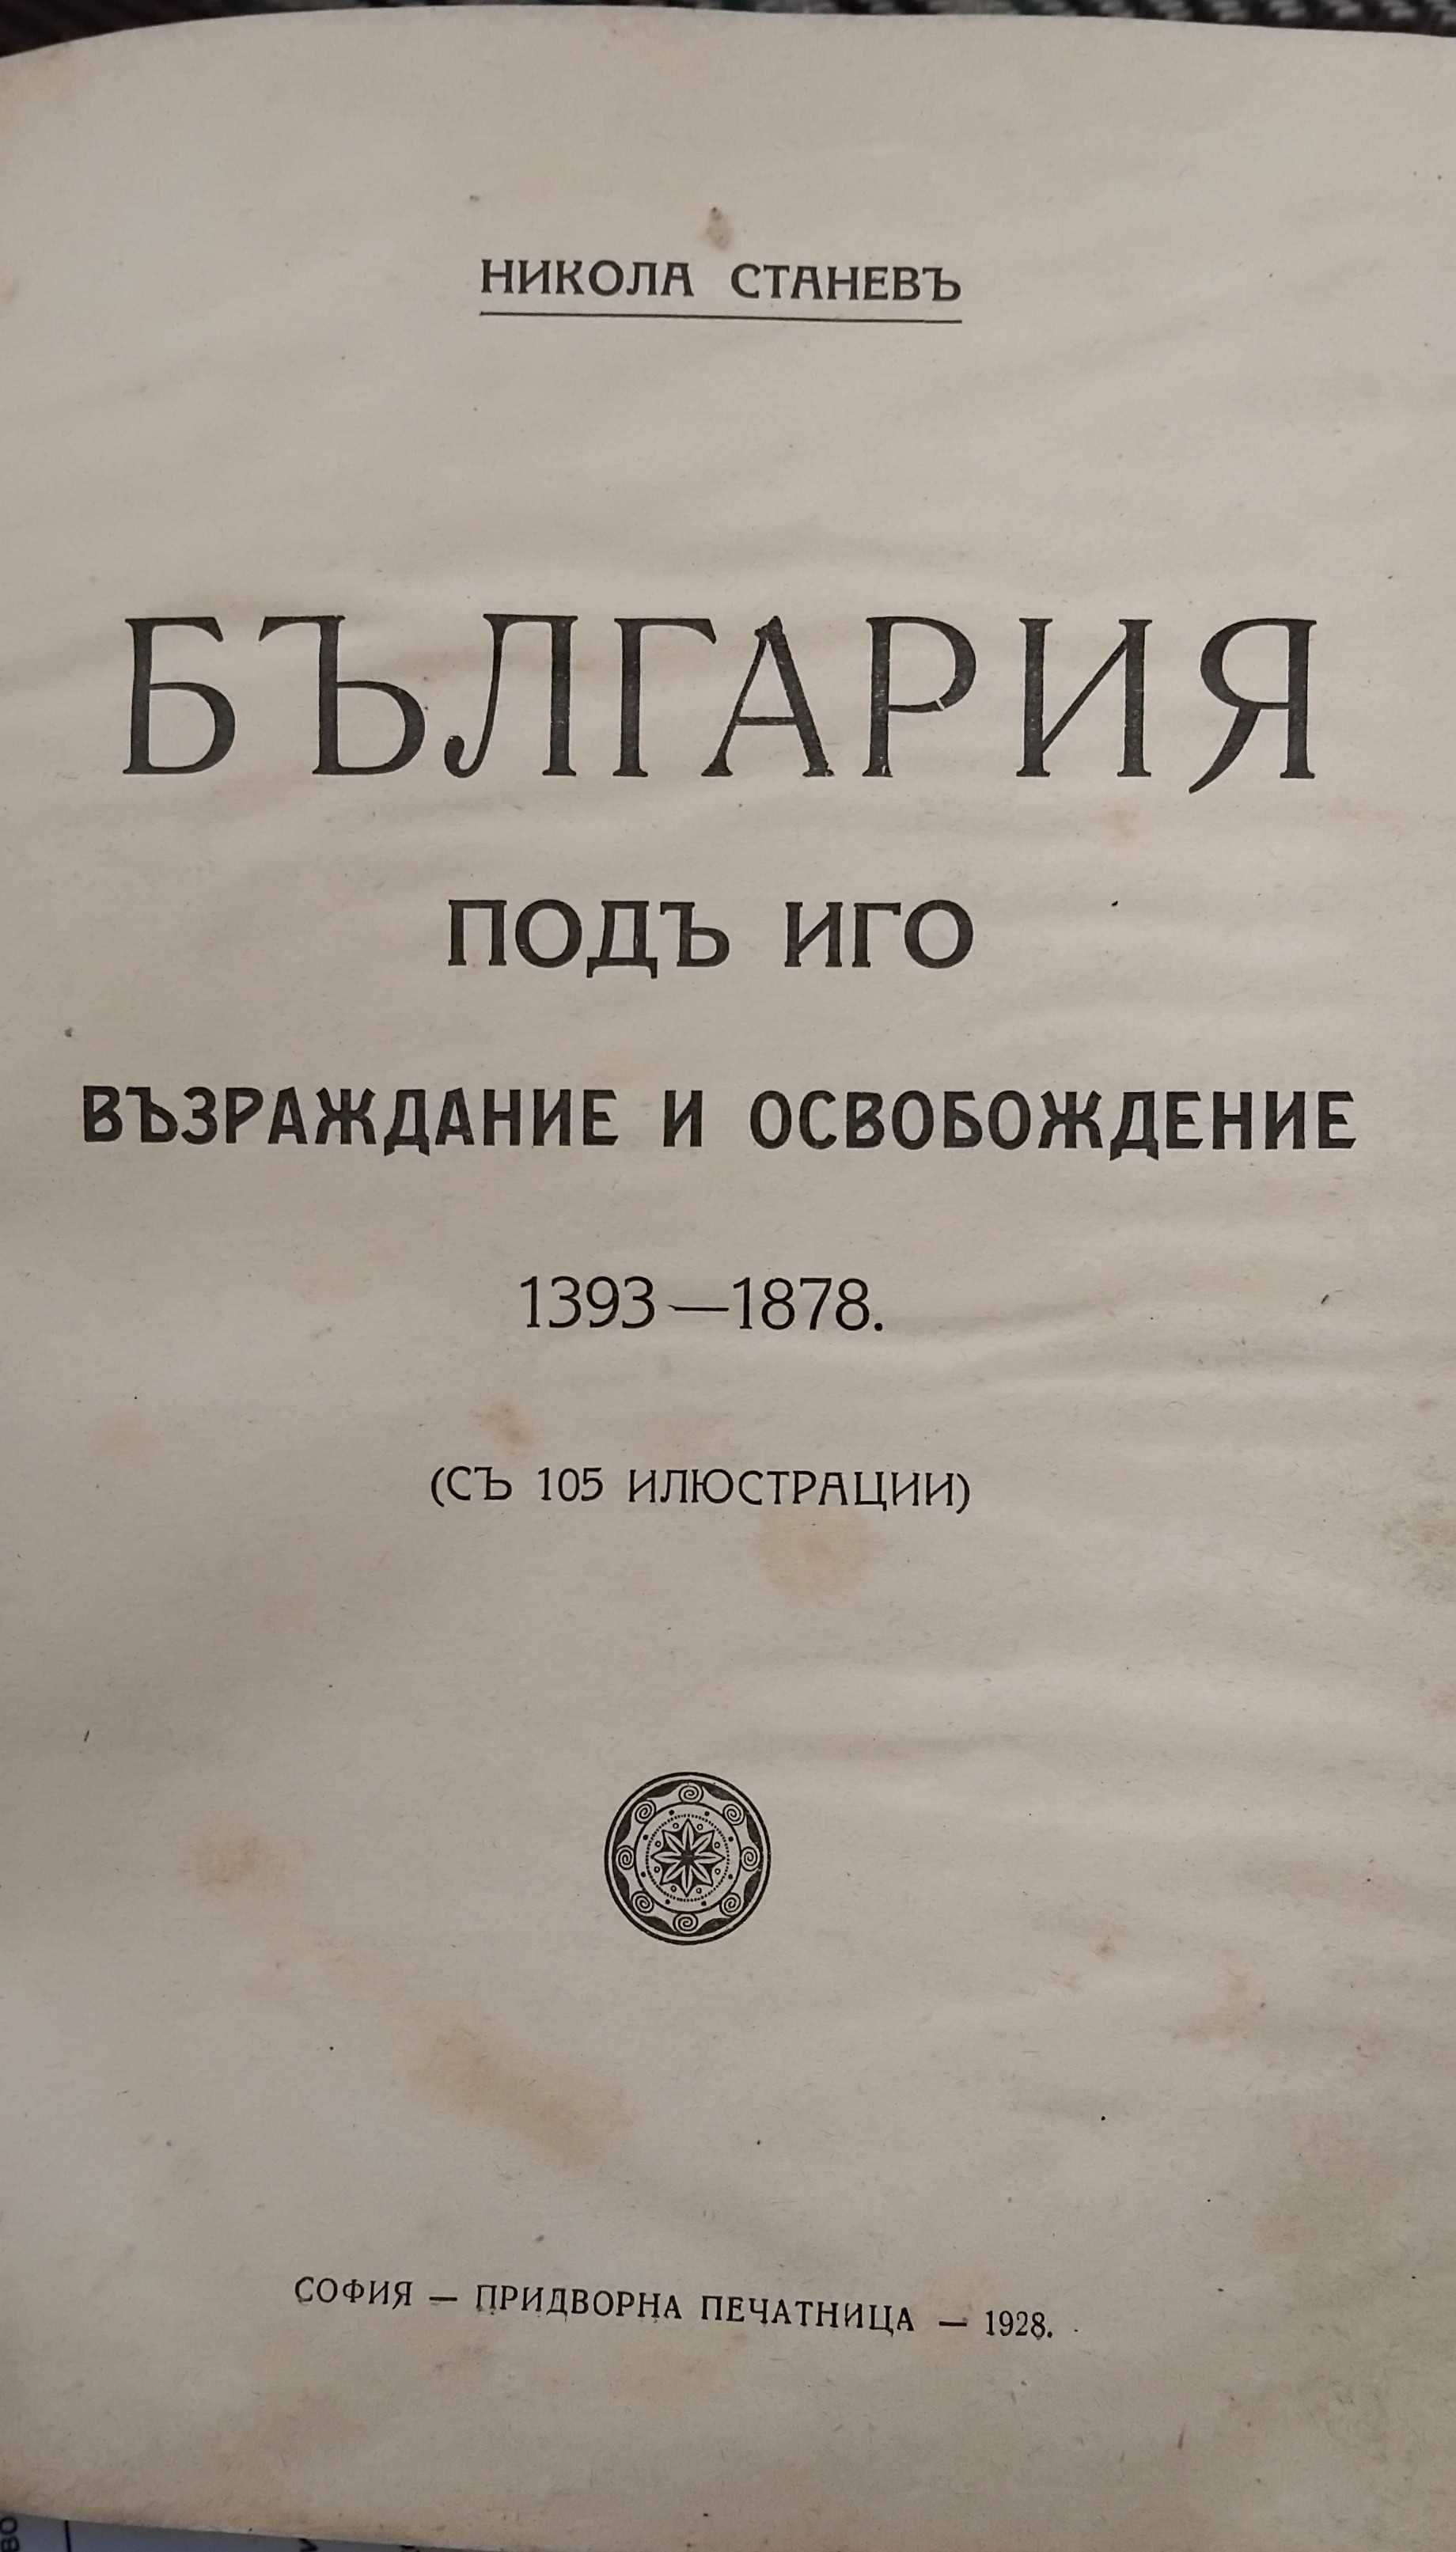 НИКОЛА СТАНЕВЪ
БЪЛГАРИЯ
ПОДЪ ИГО
ВЪЗРАЖДАНИЕ И ОСВОБОЖДЕНИЕ
1393—1878.
(СЪ 105 ИЛЮСТРАЦИИ)
СОФИЯ — ПРИДВОРНА ПЕЧАТНИЦА — 1928.